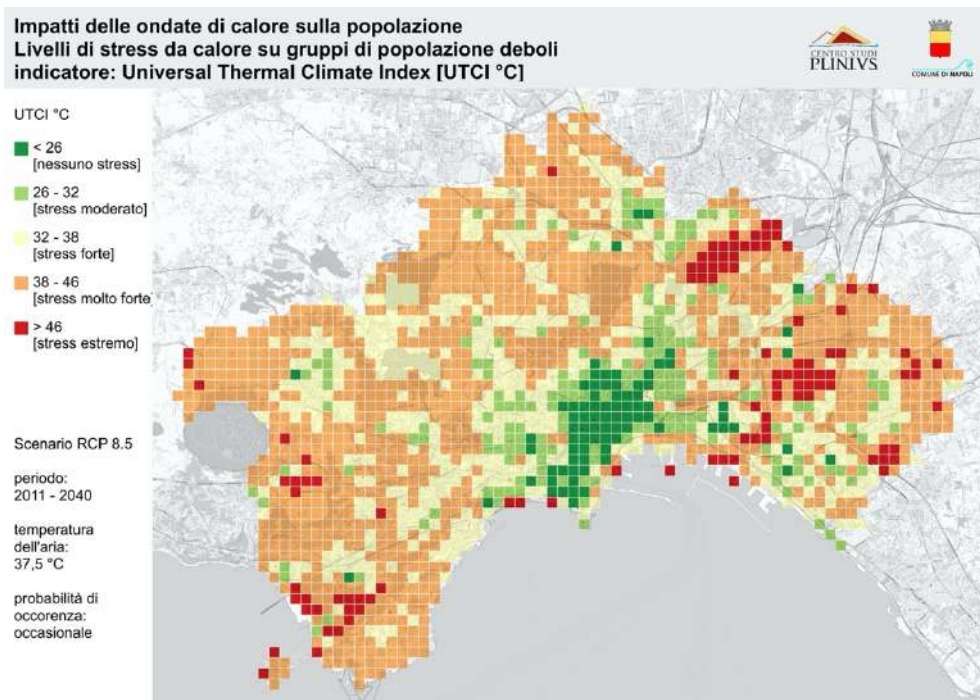 Impatti delle ondate di calore sulla popolazione
Livelli di stress da calore su gruppi di popolazione deboli
indicatore: Universal Thermal Climate Index [UTCI °C]
CENTRO STUDI
PLINIVS
COMUNE DI NAPOLI
UTCI °C
< 26
[nessuno stress]
26 - 32
[stress moderato]
32 - 38
[stress forte]
38 - 46
[stress molto forte]
> 46
[stress estremo]
Scenario RCP 8.5
periodo:
2011 - 2040
temperatura
dell'aria:
37,5 °C
probabilità di
occorenza:
occasionale